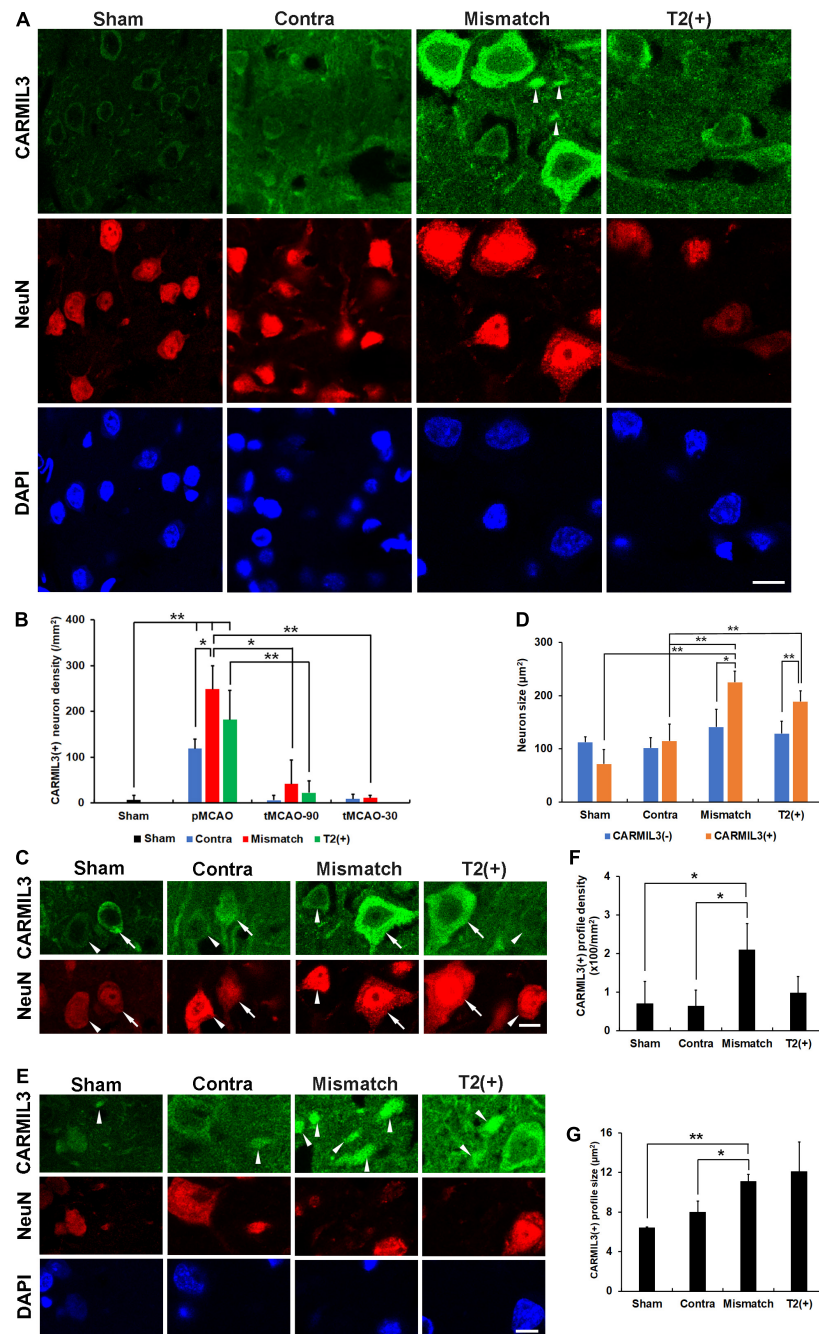 A
Sham
Contra
Mismatch
T2(+)
CARMIL3
NeuN
DAPI
B
CARMIL3(+) neuron density (/mm²)
400
300
200
100
0
**
*
*
**
**
Sham
pMCAO
tMCAO-90
tMCAO-30
Sham
Contra
Mismatch
T2(+)
D
Neuron size (µm²)
300
200
100
0
**
**
**
*
**
Sham
Contra
Mismatch
T2(+)
CARMIL3(-)
CARMIL3(+)
C
Sham
Contra
Mismatch
T2(+)
CARMIL3
NeuN
F
CARMIL3(+) profile density
(x100/mm²)
4
3
2
1
0
*
*
Sham
Contra
Mismatch
T2(+)
E
Sham
Contra
Mismatch
T2(+)
CARMIL3
NeuN
DAPI
G
CARMIL3(+) profile size (µm²)
15
12
9
6
3
0
**
*
Sham
Contra
Mismatch
T2(+)